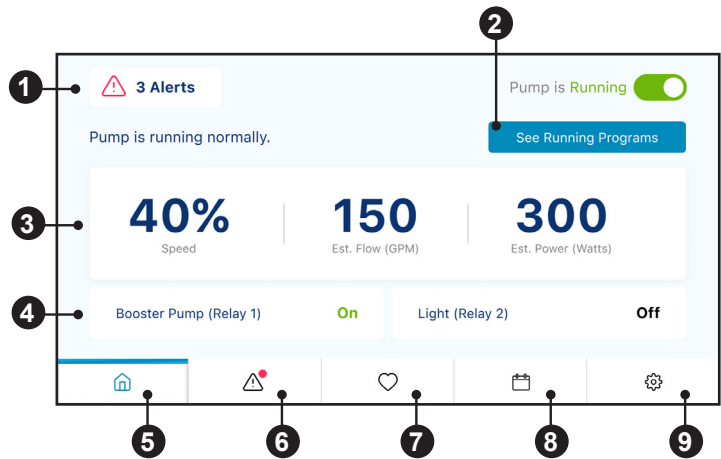 2
1
3 Alerts
Pump is Running
Pump is running normally.
See Running Programs
3
40%
150
300
Speed
Est. Flow (GPM)
Est. Power (Watts)
4
Booster Pump (Relay 1)
On
Light (Relay 2)
Off
5
6
7
8
9